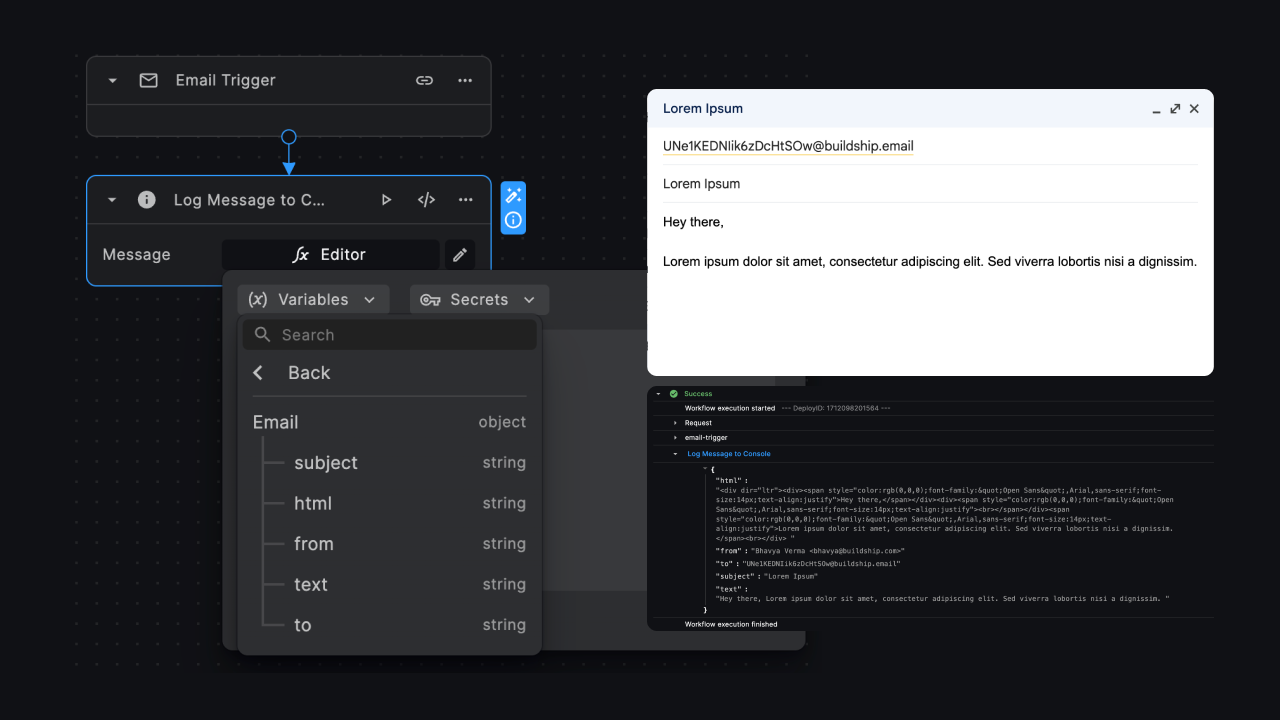 Email Trigger
Log Message to C...
Message
fx Editor
(x) Variables
Secrets
Search
Back
Email object
subject string
html string
from string
text string
to string
Lorem Ipsum
UNe1KEDNlik6zDcHtSOw@buildship.email
Lorem Ipsum
Hey there,
Lorem ipsum dolor sit amet, consectetur adipiscing elit. Sed viverra lobortis nisi a dignissim.
Success
Workflow execution started --- DeployID: 1712098201564 ---
Request
email-trigger
Log Message to Console
{
"html" :
"<div dir="ltr"><div><span style="color:rgb(0,0,0);font-family:&quot;Open Sans&quot;,Arial,sans-serif;font-
size:14px;text-align:justify">Hey there,</span></div><div><span style="color:rgb(0,0,0);font-family:&quot;Open
Sans&quot;,Arial,sans-serif;font-size:14px;text-align:justify"><br></span></div><span
style="color:rgb(0,0,0);font-family:&quot;Open Sans&quot;,Arial,sans-serif;font-size:14px;text-
align:justify">Lorem ipsum dolor sit amet, consectetur adipiscing elit. Sed viverra lobortis nisi a dignissim.
</span><br></div> "
"from" : "Bhavya Verma <bhavya@buildship.com>"
"to" : "UNe1KEDNIik6zDcHtSOw@buildship.email"
"subject" : "Lorem Ipsum"
"text" :
"Hey there, Lorem ipsum dolor sit amet, consectetur adipiscing elit. Sed viverra lobortis nisi a dignissim. "
}
Workflow execution finished